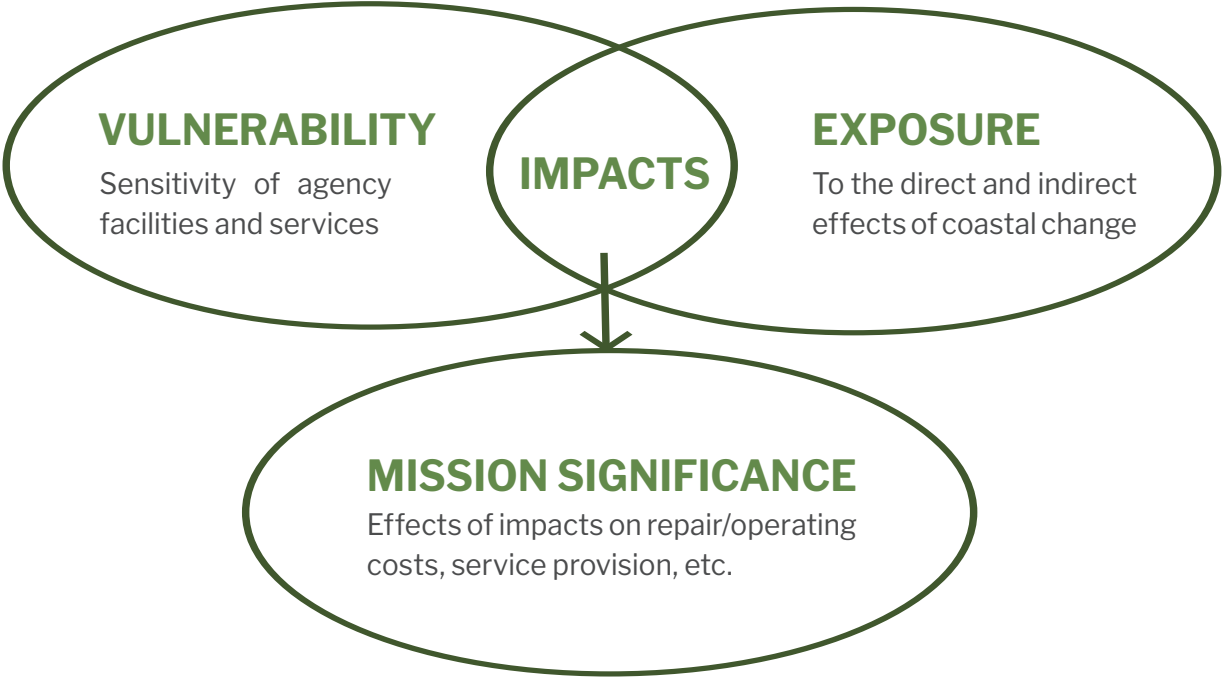 VULNERABILITY
Sensitivity of agency
facilities and services
IMPACTS
EXPOSURE
To the direct and indirect
effects of coastal change
MISSION SIGNIFICANCE
Effects of impacts on repair/operating
costs, service provision, etc.